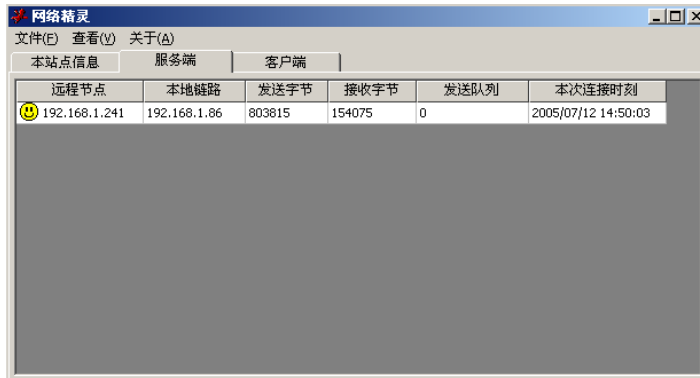 网络精灵
文件(F) 查看(V) 关于(A)
本站点信息 服务端 客户端
远程节点 本地链路 发送字节 接收字节 发送队列 本次连接时刻
192.168.1.241 192.168.1.86 803815 154075 0 2005/07/12 14:50:03